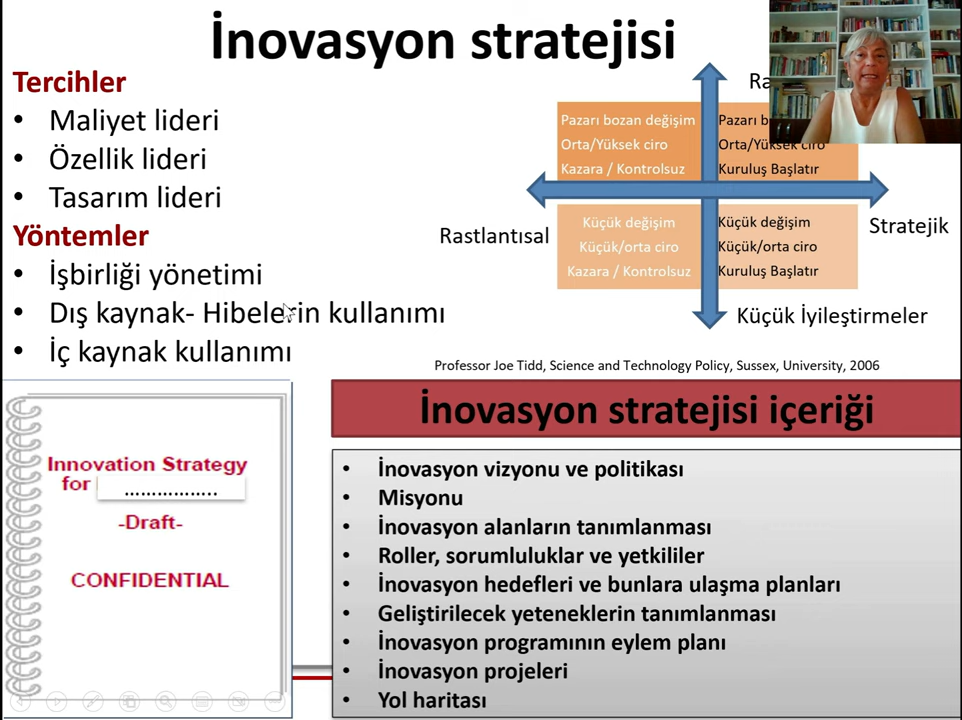 İnovasyon stratejisi
Tercihler
• Maliyet lideri
• Özellik lideri
• Tasarım lideri
Yöntemler
• İşbirliği yönetimi
• Dış kaynak- Hibelerin kullanımı
• İç kaynak kullanımı
Pazarı bozan değişim
Orta/Yüksek ciro
Kazara / Kontrolsuz
Orta/Yüksek ciro
Kuruluş Başlatır
Rastlantısal
Stratejik
Küçük değişim
Küçük/orta ciro
Kazara / Kontrolsuz
Küçük değişim
Küçük/orta ciro
Kuruluş Başlatır
Küçük İyileştirmeler
Professor Joe Tidd, Science and Technology Policy, Sussex, University, 2006
Innovation Strategy
for ................
-Draft-
CONFIDENTIAL
İnovasyon stratejisi içeriği
• İnovasyon vizyonu ve politikası
• Misyonu
• İnovasyon alanların tanımlanması
• Roller, sorumluluklar ve yetkililer
• İnovasyon hedefleri ve bunlara ulaşma planları
• Geliştirilecek yeteneklerin tanımlanması
• İnovasyon programının eylem planı
• İnovasyon projeleri
• Yol haritası